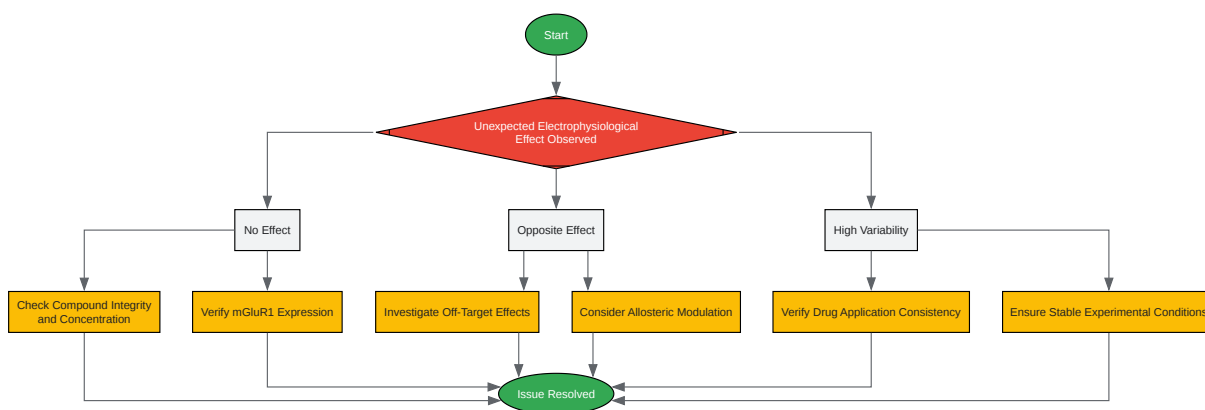 Start
Unexpected Electrophysiological
Effect Observed
No Effect
Opposite Effect
High Variability
Check Compound Integrity
and Concentration
Verify mGluR1 Expression
Investigate Off-Target Effects
Consider Allosteric Modulation
Verify Drug Application Consistency
Ensure Stable Experimental Conditions
Issue Resolved